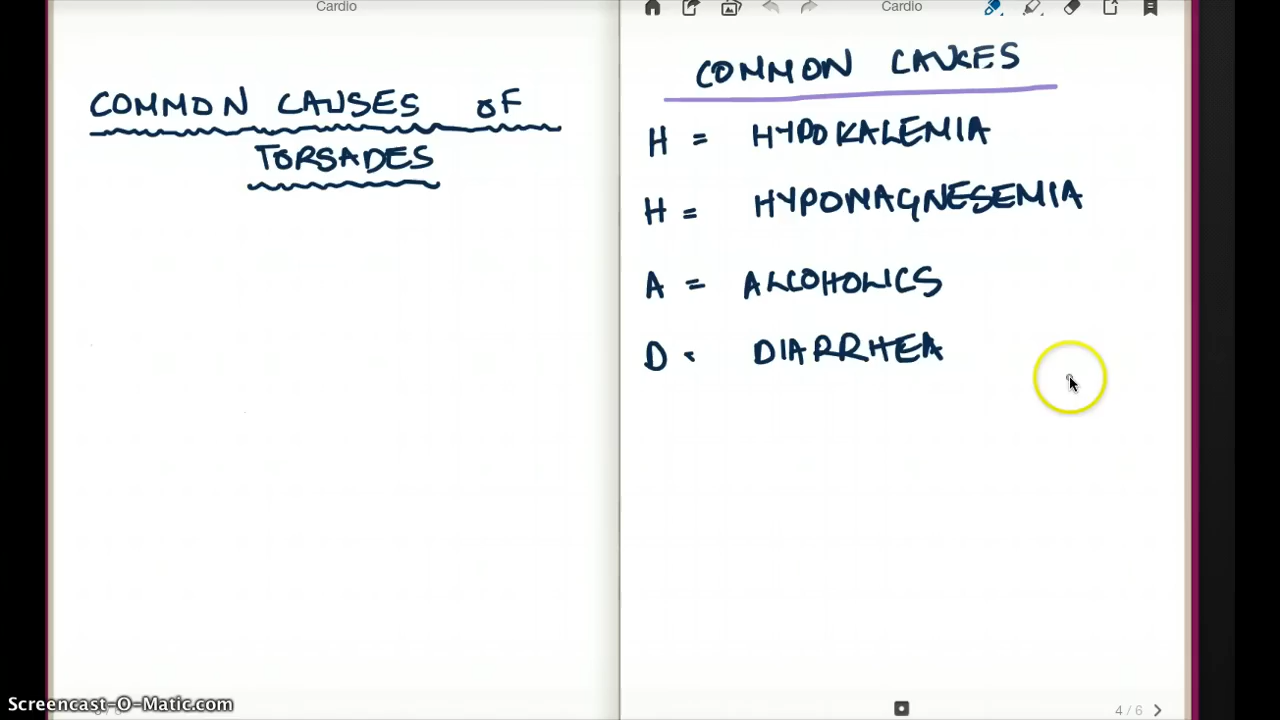 Cardio
COMMON CAUSES OF
TORSADES
Cardio
COMMON CAUSES
H = HYPOKALEMIA
H = HYPOMAGNESEMIA
A = ALCOHOLICS
D = DIARRHEA
Screencast-O-Matic.com
4 / 6